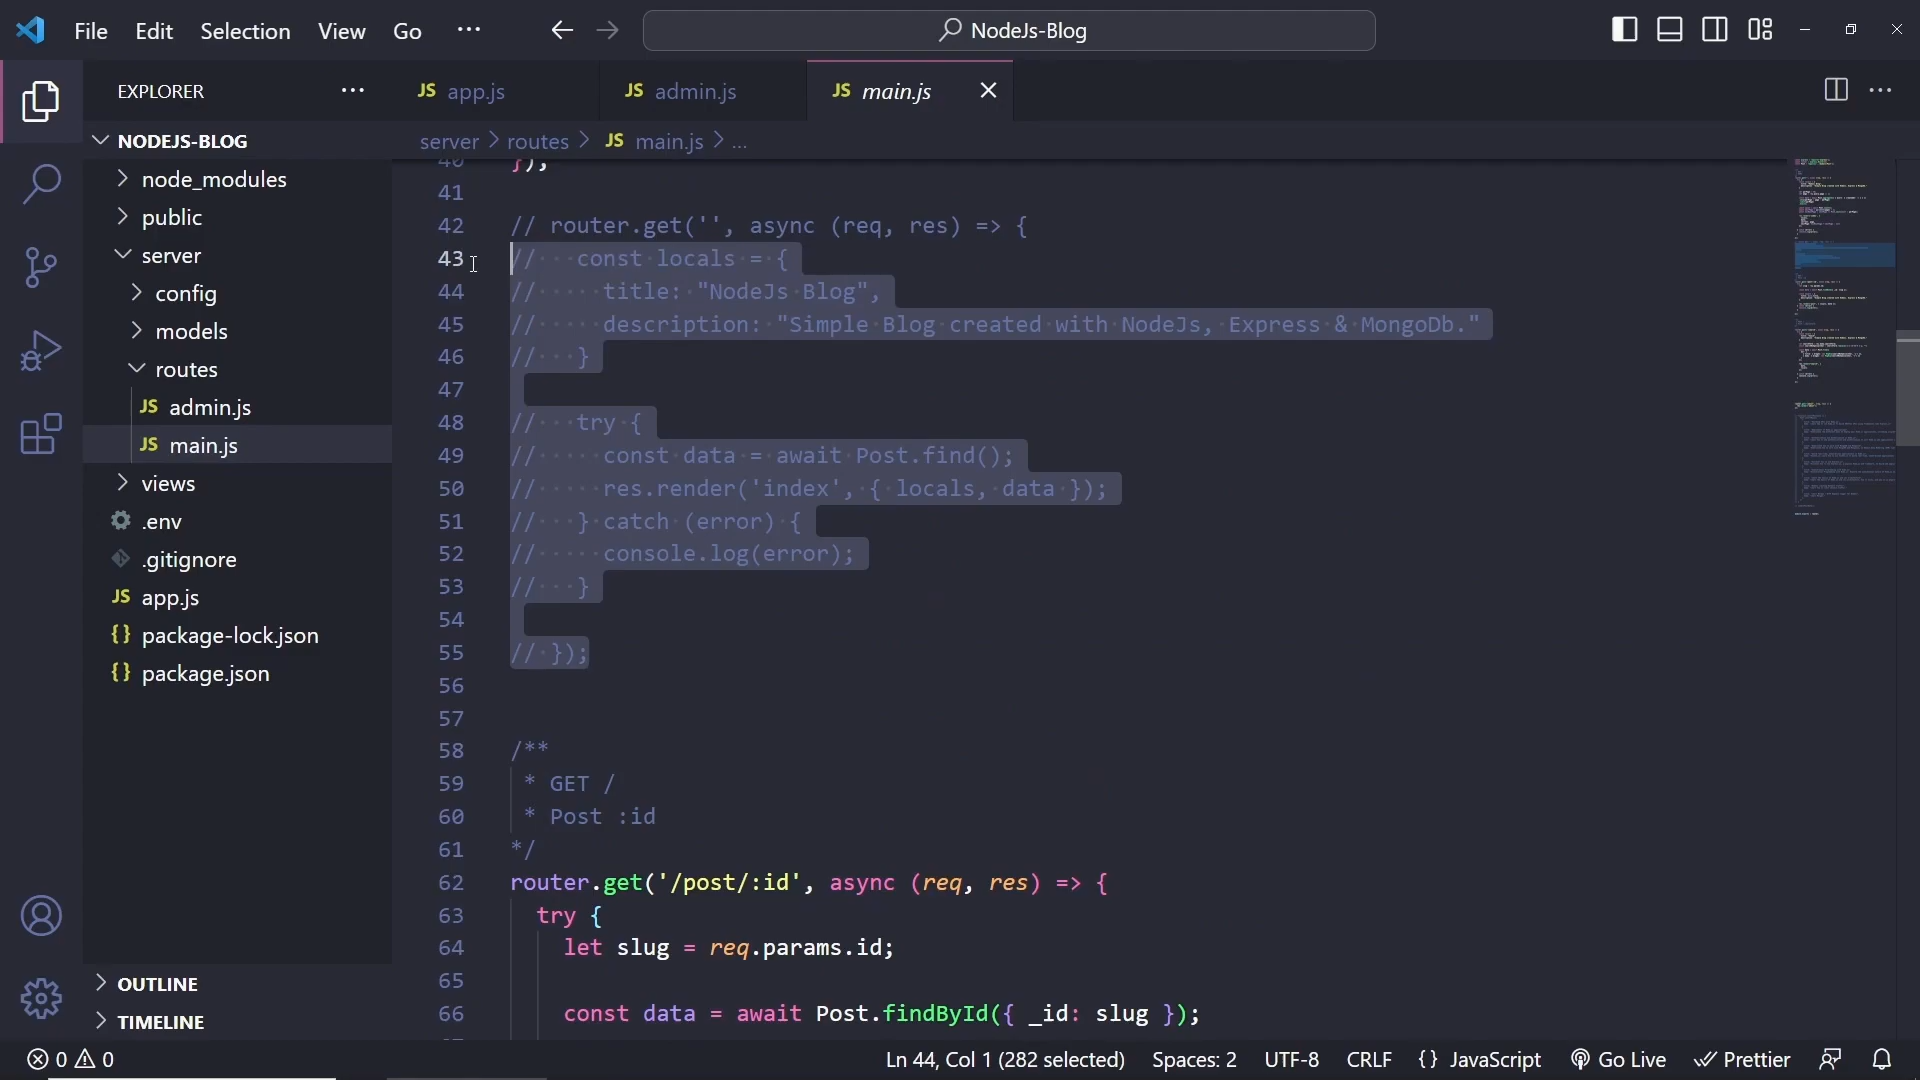 File Edit Selection View Go ···
NodeJs-Blog
EXPLORER ···
JS app.js
JS admin.js
JS main.js
NODEJS-BLOG
server > routes > JS main.js > ...
node_modules
public
server
config
models
routes
JS admin.js
JS main.js
views
.env
.gitignore
JS app.js
{} package-lock.json
{} package.json
OUTLINE
TIMELINE
40 });
41
42 // router.get('', async (req, res) => {
43 //   const locals = {
44 //     title: "NodeJs Blog",
45 //     description: "Simple Blog created with NodeJs, Express & MongoDb."
46 //   }
47
48 //   try {
49 //     const data = await Post.find();
50 //     res.render('index', { locals, data });
51 //   } catch (error) {
52 //     console.log(error);
53 //   }
54
55 // });
56
57
58 /**
59  * GET /
60  * Post :id
61 */
62 router.get('/post/:id', async (req, res) => {
63   try {
64     let slug = req.params.id;
65
66     const data = await Post.findById({ _id: slug });
0 0
Ln 44, Col 1 (282 selected) Spaces: 2 UTF-8 CRLF {} JavaScript Go Live Prettier